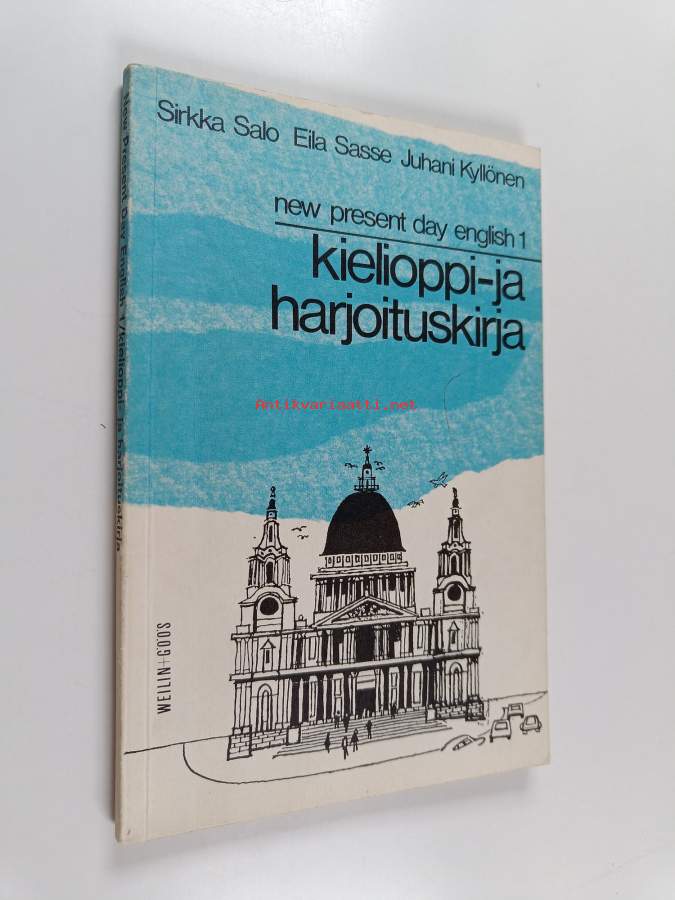 Sirkka Salo Eila Sasse Juhani Kyllönen
new present day english 1
kielioppi-ja
harjoituskirja
Antikvariaatti.net
WEILIN+GÖÖS
New Present Day English 1/kielioppi- ja harjoituskirja